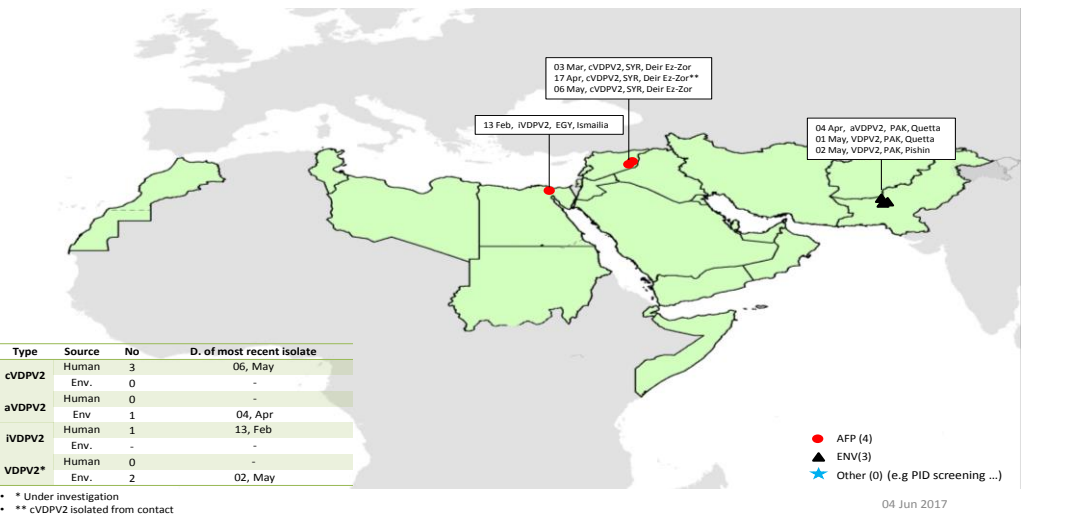 03 Mar, cVDPV2, SYR, Deir Ez-Zor
17 Apr, cVDPV2, SYR, Deir Ez-Zor**
06 May, cVDPV2, SYR, Deir Ez-Zor
13 Feb, iVDPV2, EGY, Ismailia
04 Apr, aVDPV2, PAK, Quetta
01 May, VDPV2, PAK, Quetta
02 May, VDPV2, PAK, Pishin
Type Source No D. of most recent isolate
cVDPV2 Human 3 06, May
Env. 0 -
aVDPV2 Human 0 -
Env 1 04, Apr
iVDPV2 Human 1 13, Feb
Env. - -
VDPV2* Human 0 -
Env. 2 02, May
• * Under investigation
• ** cVDPV2 isolated from contact
AFP (4)
ENV(3)
Other (0) (e.g PID screening ...)
04 Jun 2017